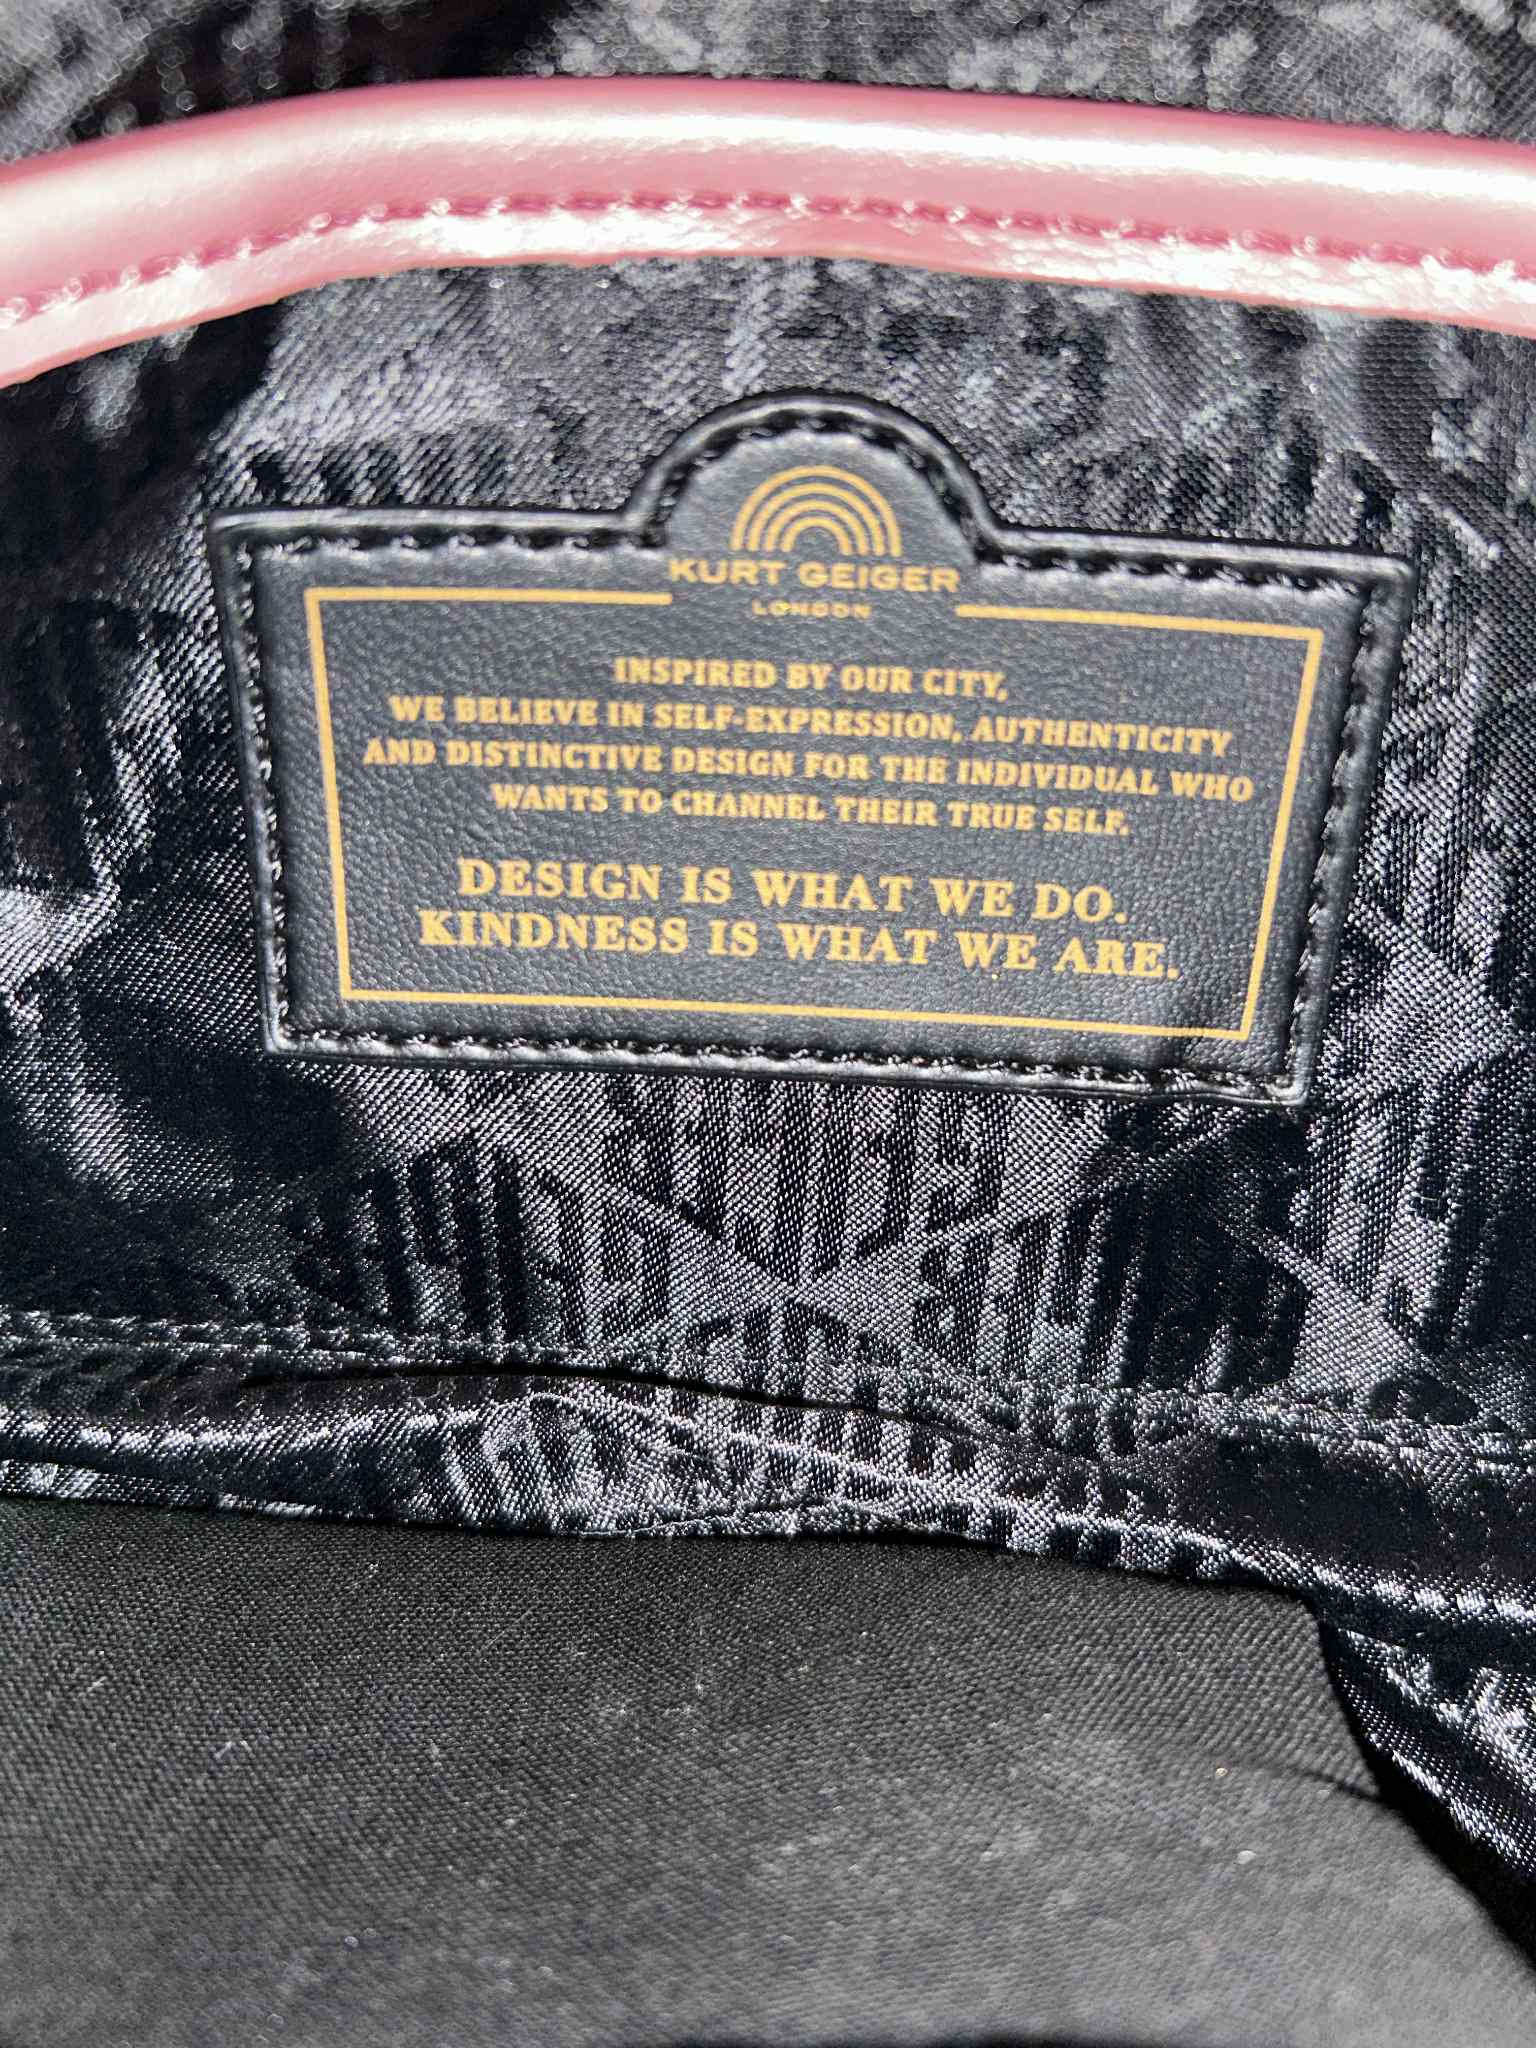 KURT GEIGER
LONDON
INSPIRED BY OUR CITY,
WE BELIEVE IN SELF-EXPRESSION, AUTHENTICITY
AND DISTINCTIVE DESIGN FOR THE INDIVIDUAL WHO
WANTS TO CHANNEL THEIR TRUE SELF.
DESIGN IS WHAT WE DO.
KINDNESS IS WHAT WE ARE.